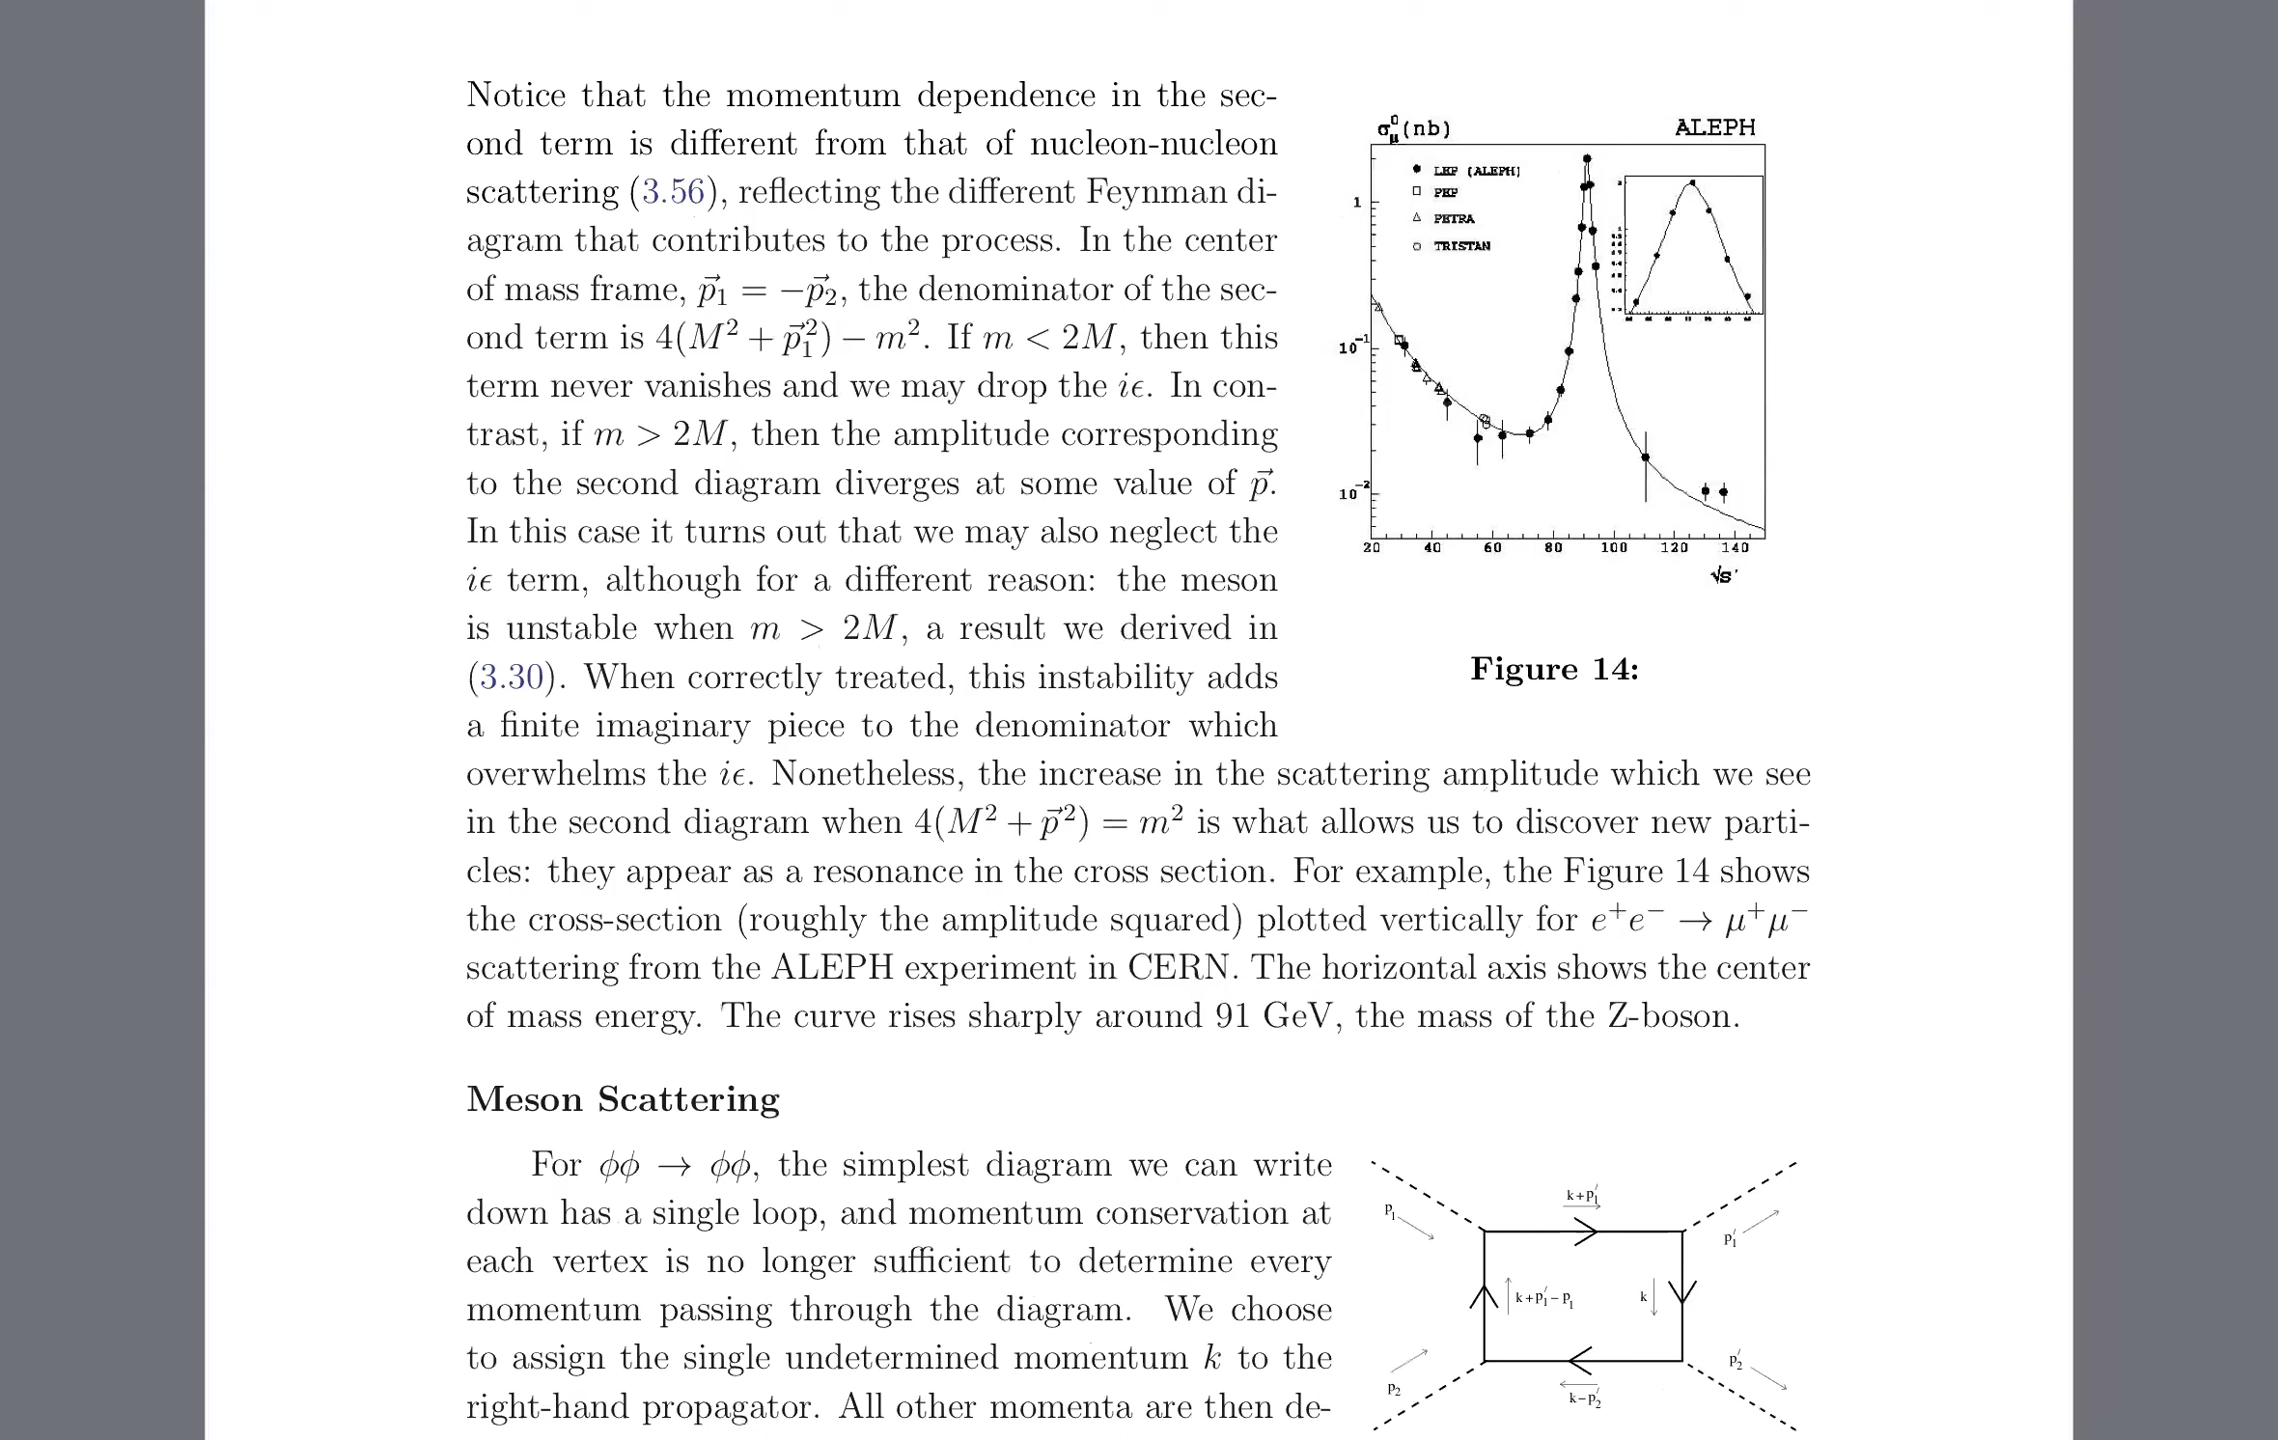 Notice that the momentum dependence in the sec-
ond term is different from that of nucleon-nucleon
scattering (3.56), reflecting the different Feynman di-
agram that contributes to the process. In the center
of mass frame, p⃗₁ = −p⃗₂, the denominator of the sec-
ond term is 4(M² + p⃗₁²) − m². If m < 2M, then this
term never vanishes and we may drop the iϵ. In con-
trast, if m > 2M, then the amplitude corresponding
to the second diagram diverges at some value of p⃗.
In this case it turns out that we may also neglect the
iϵ term, although for a different reason: the meson
is unstable when m > 2M, a result we derived in
(3.30). When correctly treated, this instability adds
a finite imaginary piece to the denominator which
σ⁰μ(nb)
ALEPH
LEP (ALEPH)
PEP
PETRA
TRISTAN
1
10⁻¹
10⁻²
20 40 60 80 100 120 140
√s
Figure 14:
overwhelms the iϵ. Nonetheless, the increase in the scattering amplitude which we see
in the second diagram when 4(M² + p⃗²) = m² is what allows us to discover new parti-
cles: they appear as a resonance in the cross section. For example, the Figure 14 shows
the cross-section (roughly the amplitude squared) plotted vertically for e⁺e⁻ → μ⁺μ⁻
scattering from the ALEPH experiment in CERN. The horizontal axis shows the center
of mass energy. The curve rises sharply around 91 GeV, the mass of the Z-boson.
Meson Scattering
For ϕϕ → ϕϕ, the simplest diagram we can write
down has a single loop, and momentum conservation at
each vertex is no longer sufficient to determine every
momentum passing through the diagram. We choose
to assign the single undetermined momentum k to the
right-hand propagator. All other momenta are then de-
k+p₁′
p₁
p₁′
k+p₁′−p₁
k
p₂′
p₂
k−p₂′